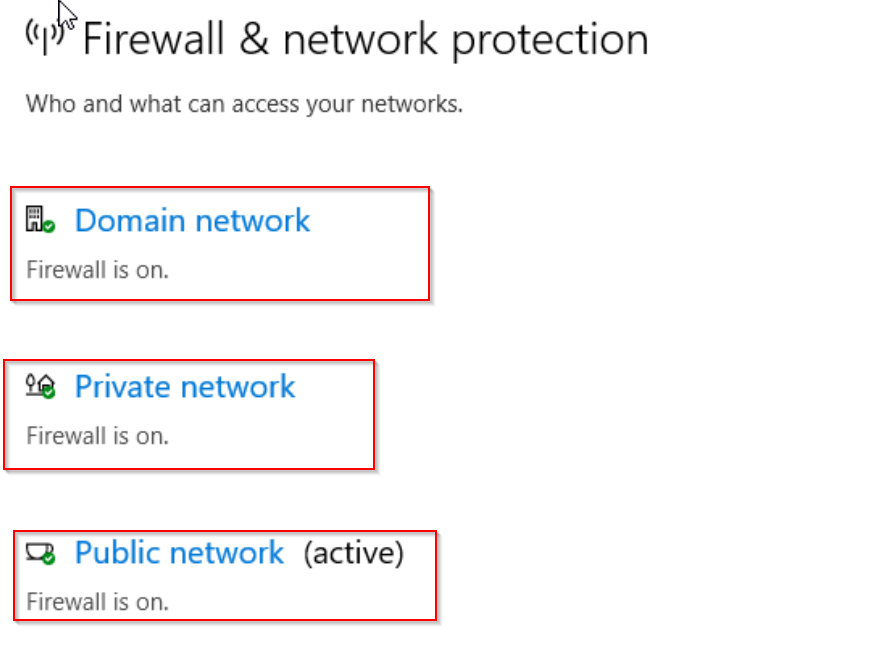 Firewall & network protection
Who and what can access your networks.
Domain network
Firewall is on.
Private network
Firewall is on.
Public network (active)
Firewall is on.